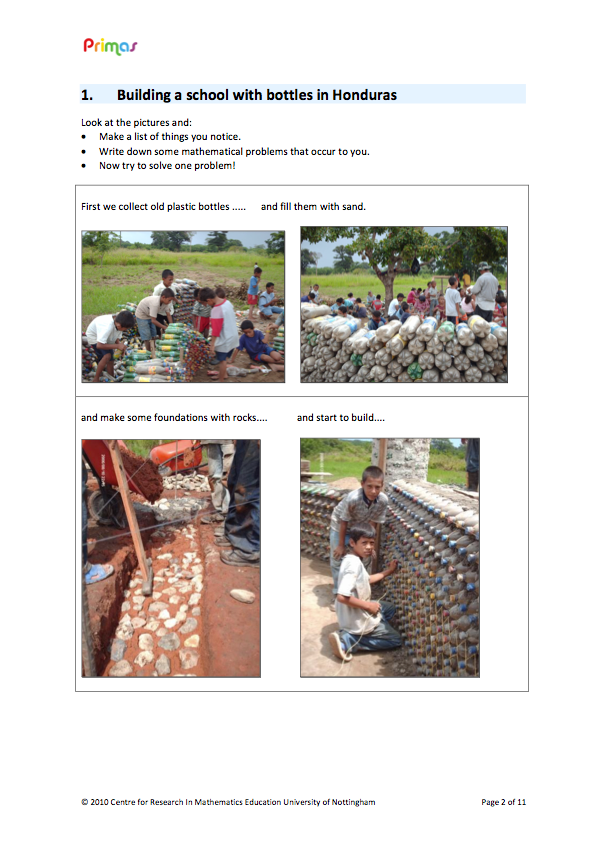 Primas
1. Building a school with bottles in Honduras
Look at the pictures and:
• Make a list of things you notice.
• Write down some mathematical problems that occur to you.
• Now try to solve one problem!
First we collect old plastic bottles ..... and fill them with sand.
and make some foundations with rocks.... and start to build....
© 2010 Centre for Research In Mathematics Education University of Nottingham Page 2 of 11